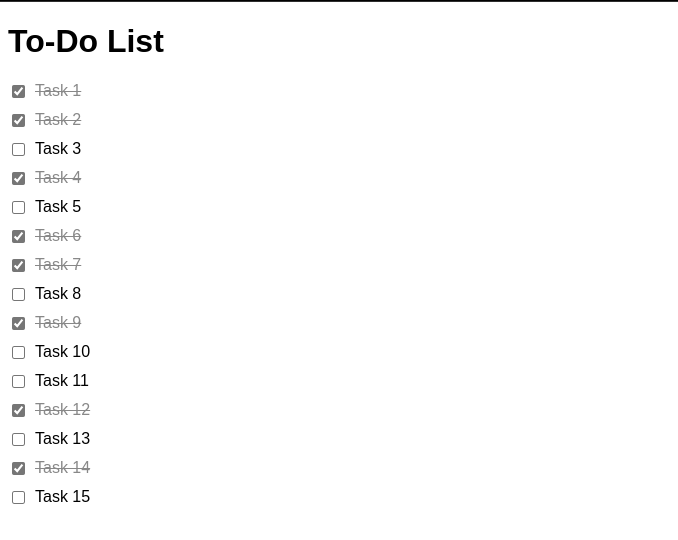 To-Do List
Task 1
Task 2
Task 3
Task 4
Task 5
Task 6
Task 7
Task 8
Task 9
Task 10
Task 11
Task 12
Task 13
Task 14
Task 15